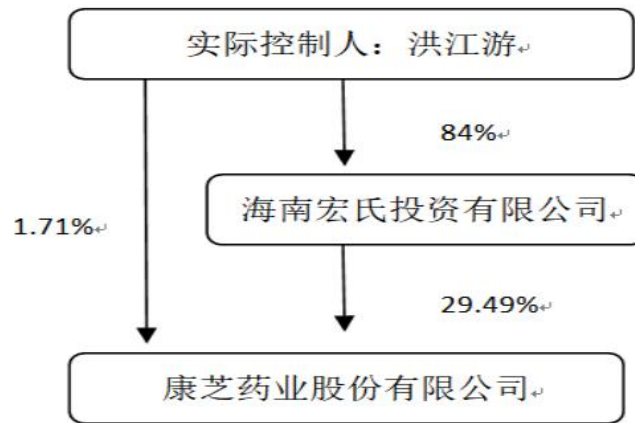 实际控制人：洪江游
84%
海南宏氏投资有限公司
1.71%
29.49%
康芝药业股份有限公司